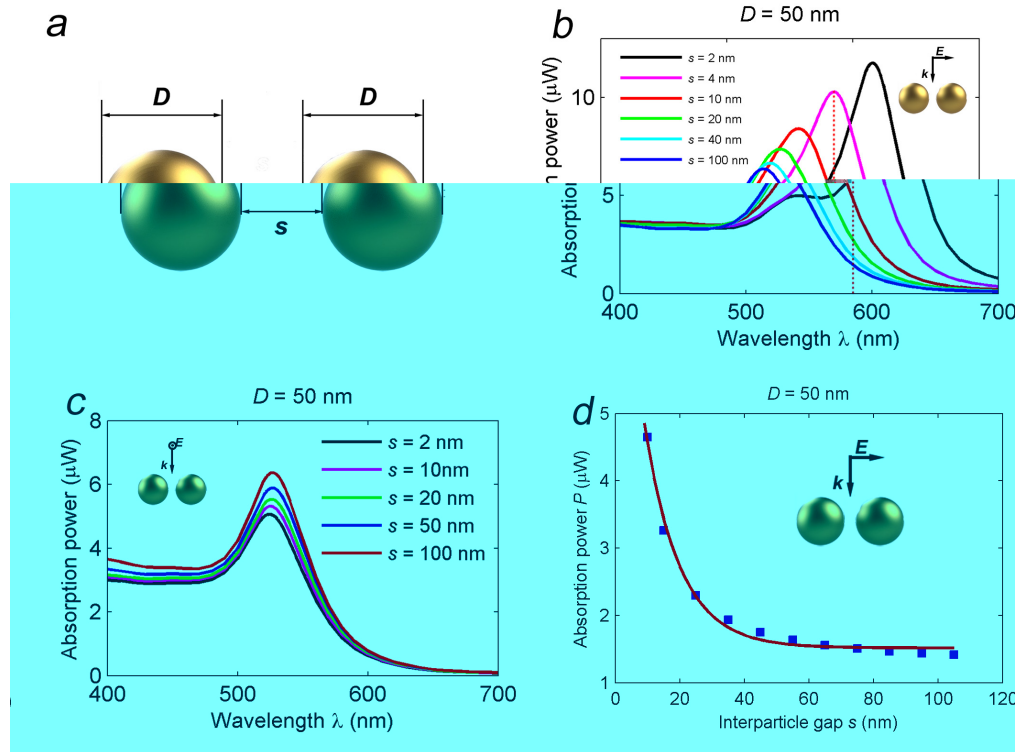 a
D
D
s
b
D = 50 nm
s = 2 nm
s = 4 nm
s = 10 nm
s = 20 nm
s = 40 nm
s = 100 nm
E
k
10
5
0
400
500
600
700
Wavelength λ (nm)
c
D = 50 nm
Absorption power (μW)
8
6
4
2
0
E
k
s = 2 nm
s = 10nm
s = 20 nm
s = 50 nm
s = 100 nm
400
500
600
700
Wavelength λ (nm)
d
D = 50 nm
Absorption power P (μW)
5
4
3
2
1
E
k
0
20
40
60
80
100
120
Interparticle gap s (nm)